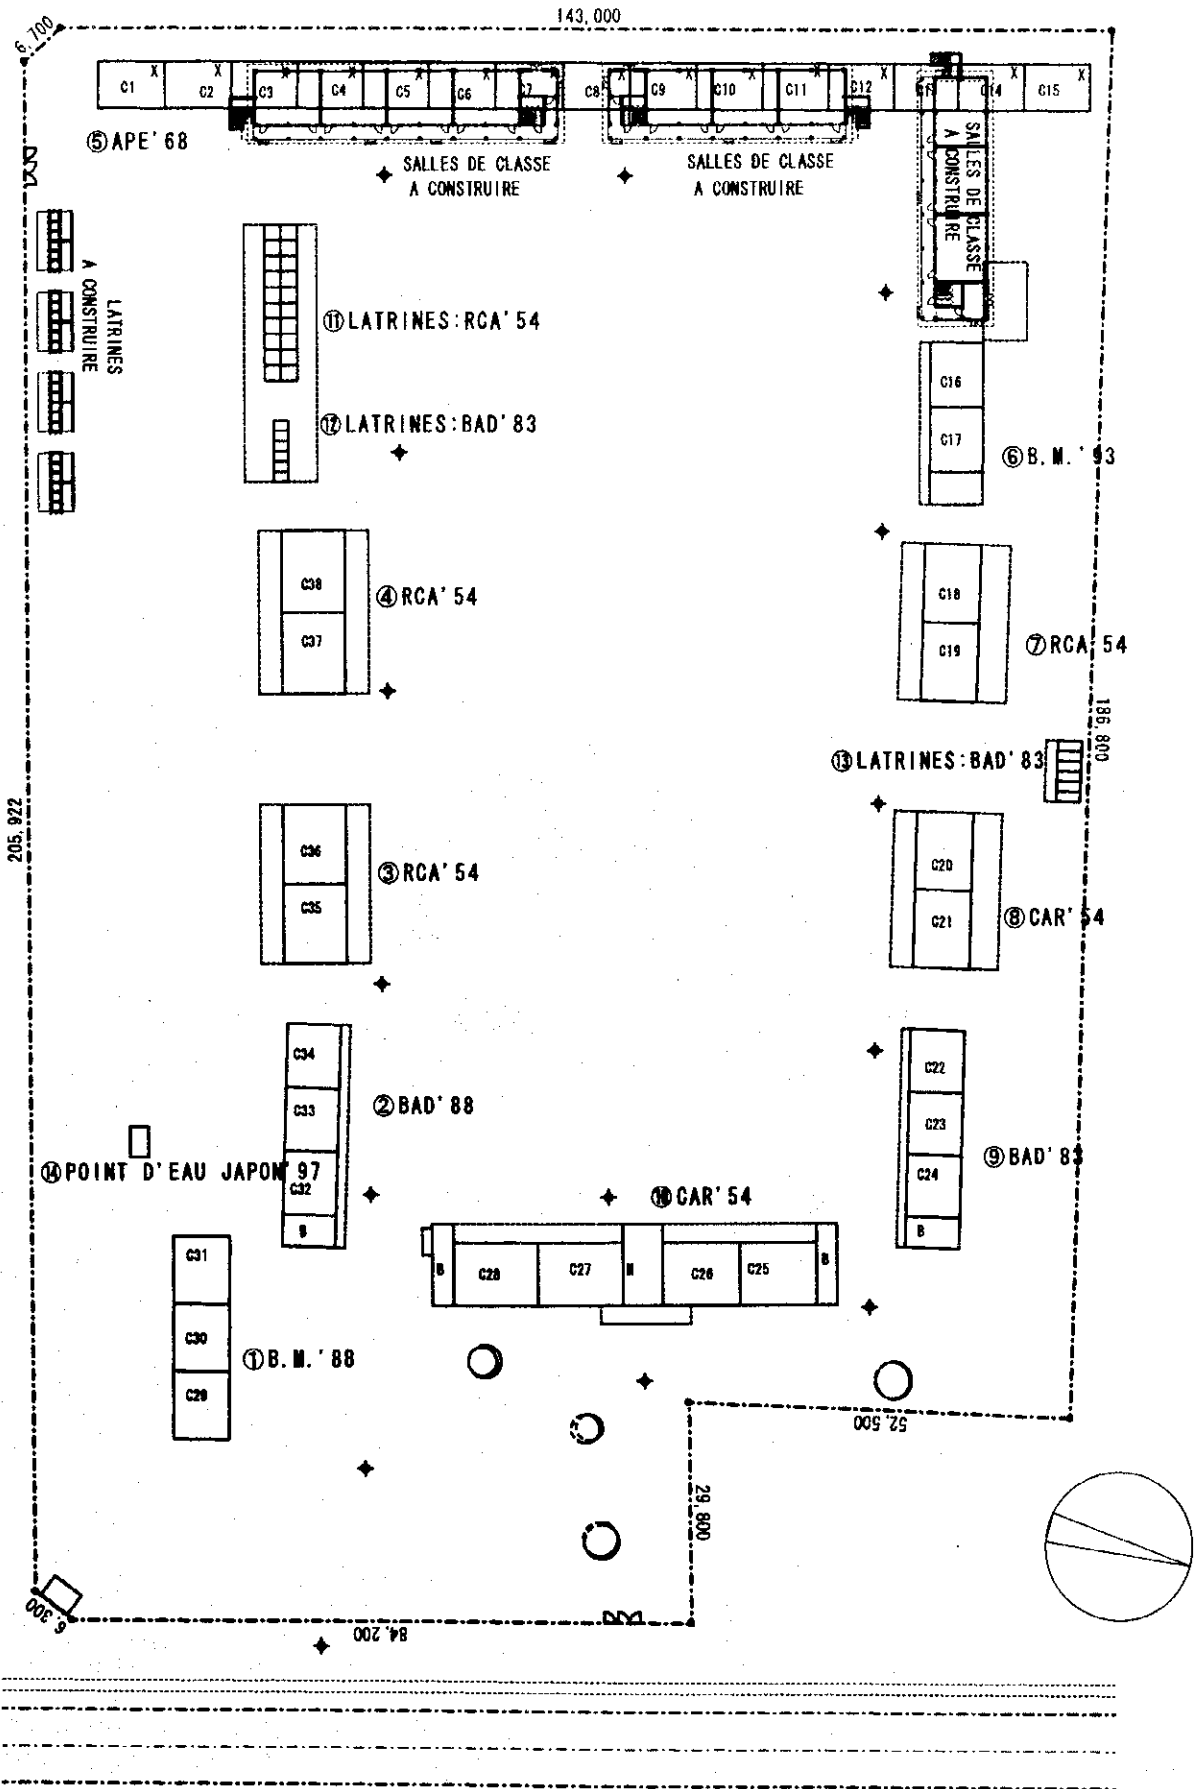 143,000
6,700
C1 C2 C3 C4 C5 C6 C7 C8 C9 C10 C11 C12 C14 C15
X X X X X X X X X X X X
⑤APE'68
SALLES DE CLASSE
A CONSTRUIRE
SALLES DE CLASSE
A CONSTRUIRE
SALLES DE CLASSE
A CONSTRUIRE
LATRINES
A CONSTRUIRE
⑪LATRINES:RCA'54
⑫LATRINES:BAD'83
C16
C17
⑥B.M.'93
C38
C37
④RCA'54
C18
C19
⑦RCA'54
186,800
⑬LATRINES:BAD'83
205,922
C36
C35
③RCA'54
C20
C21
⑧CAR'54
C34
C33
C32
B
②BAD'88
C22
C23
C24
B
⑨BAD'83
⑭POINT D'EAU JAPON'97
⑩CAR'54
B C28 C27 M C26 C25 B
C31
C30
C29
①B.M.'88
52,500
29,800
6,300
84,200